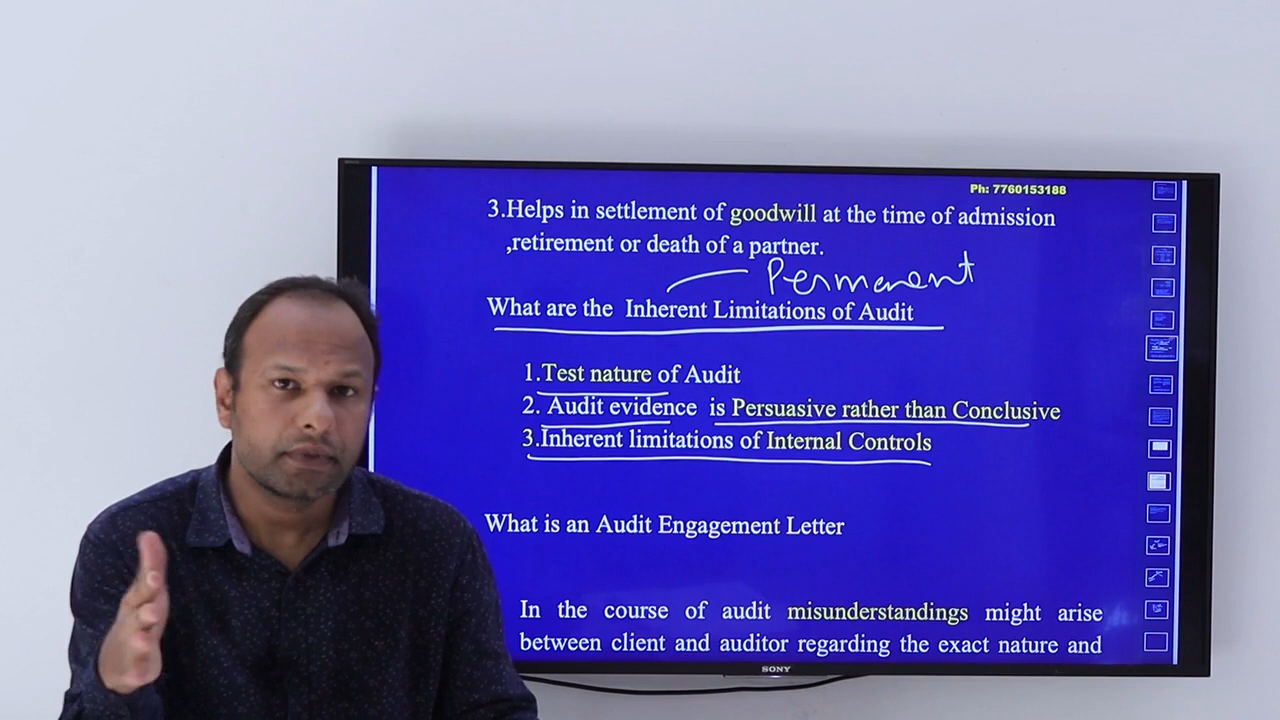 Ph: 7760153188
3.Helps in settlement of goodwill at the time of admission
,retirement or death of a partner.
Permanent
What are the Inherent Limitations of Audit
1.Test nature of Audit
2. Audit evidence is Persuasive rather than Conclusive
3.Inherent limitations of Internal Controls
What is an Audit Engagement Letter
In the course of audit misunderstandings might arise
between client and auditor regarding the exact nature and
SONY